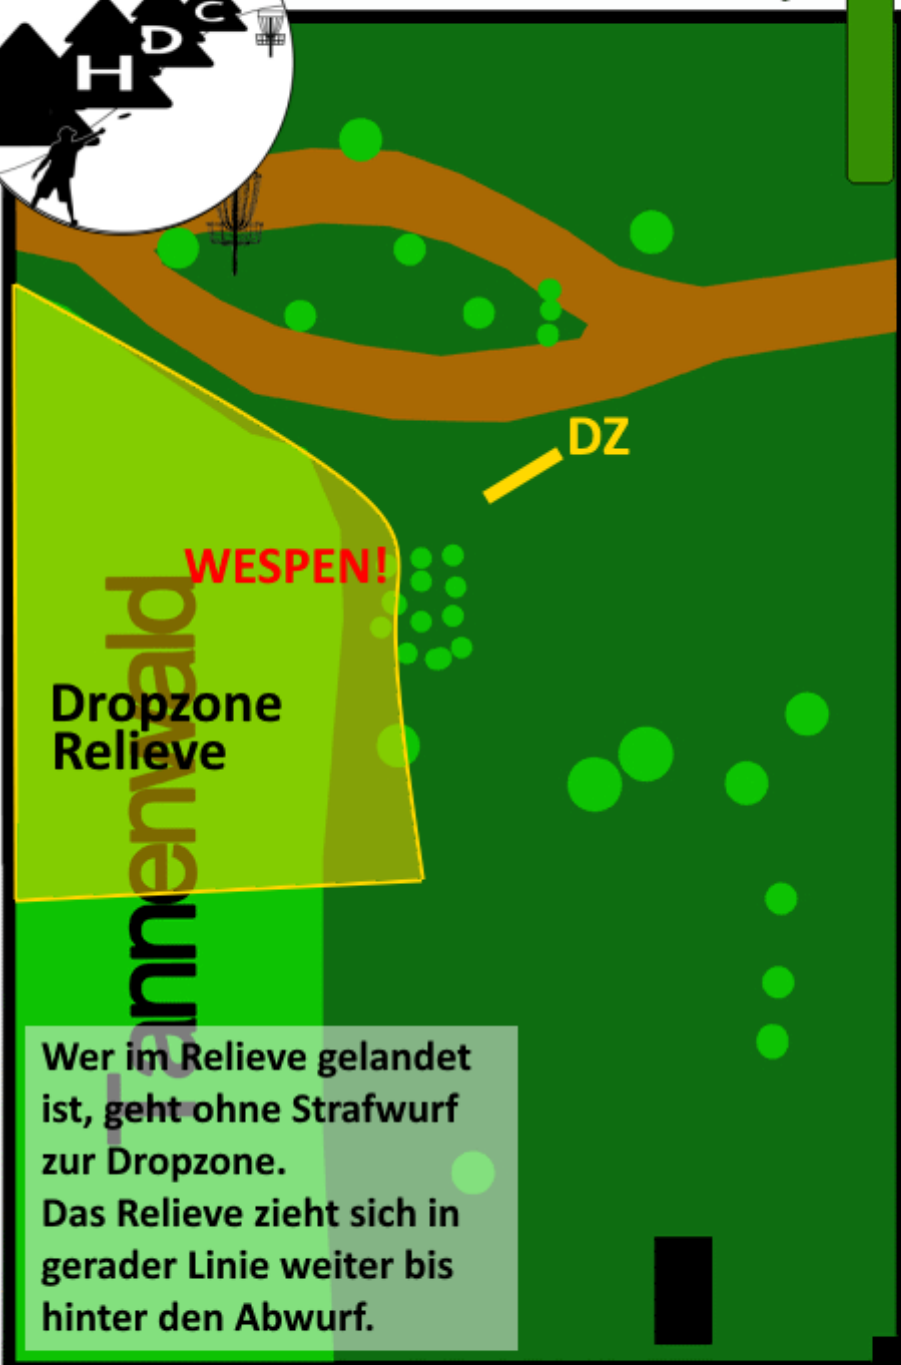 H D C
DZ
WESPEN!
Tannenwald
Dropzone
Relieve
Wer im Relieve gelandet
ist, geht ohne Strafwurf
zur Dropzone.
Das Relieve zieht sich in
gerader Linie weiter bis
hinter den Abwurf.